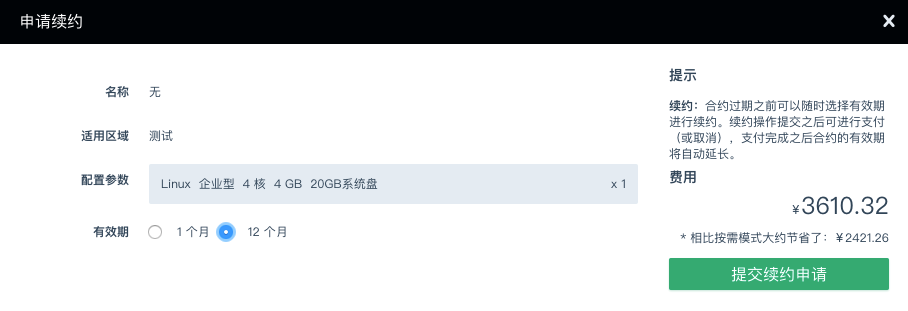 申请续约
名称 无
适用区域 测试
配置参数 Linux 企业型 4 核 4 GB 20GB系统盘 x 1
有效期 1 个月 12 个月
提示
续约：合约过期之前可以随时选择有效期
进行续约。续约操作提交之后可进行支付
（或取消），支付完成之后合约的有效期
将自动延长。
费用
¥3610.32
* 相比按需模式大约节省了：¥2421.26
提交续约申请